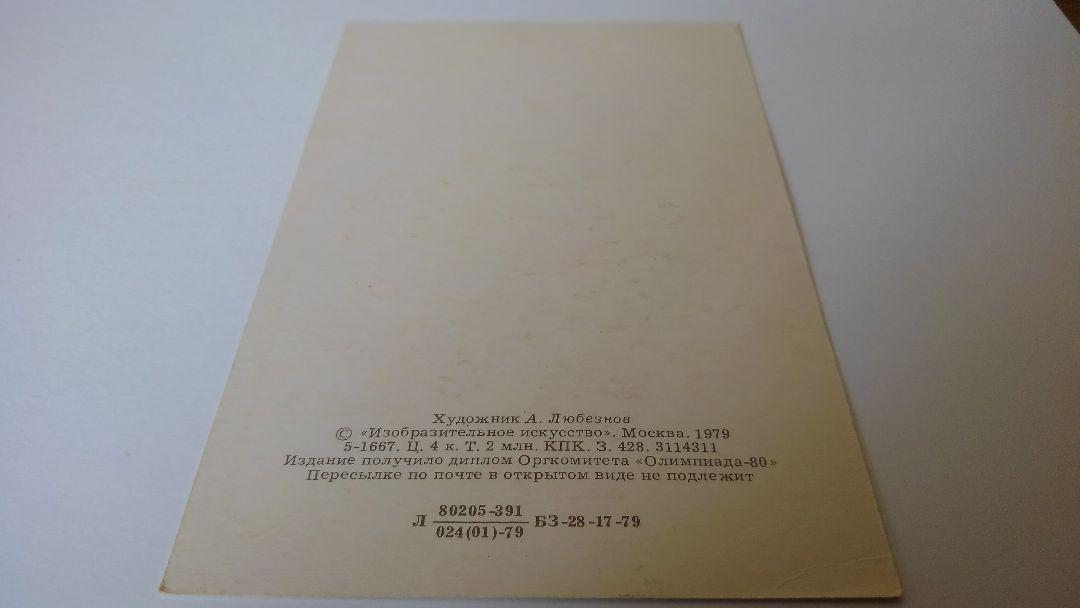 Художник А. Любезнов
© «Изобразительное искусство». Москва. 1979
5-1667. Ц. 4 к. Т. 2 млн. КПК. З. 428. 3114311
Издание получило диплом Оргкомитета «Олимпиада-80»
Пересылке по почте в открытом виде не подлежит
Л 80205-391 БЗ-28-17-79
024(01)-79